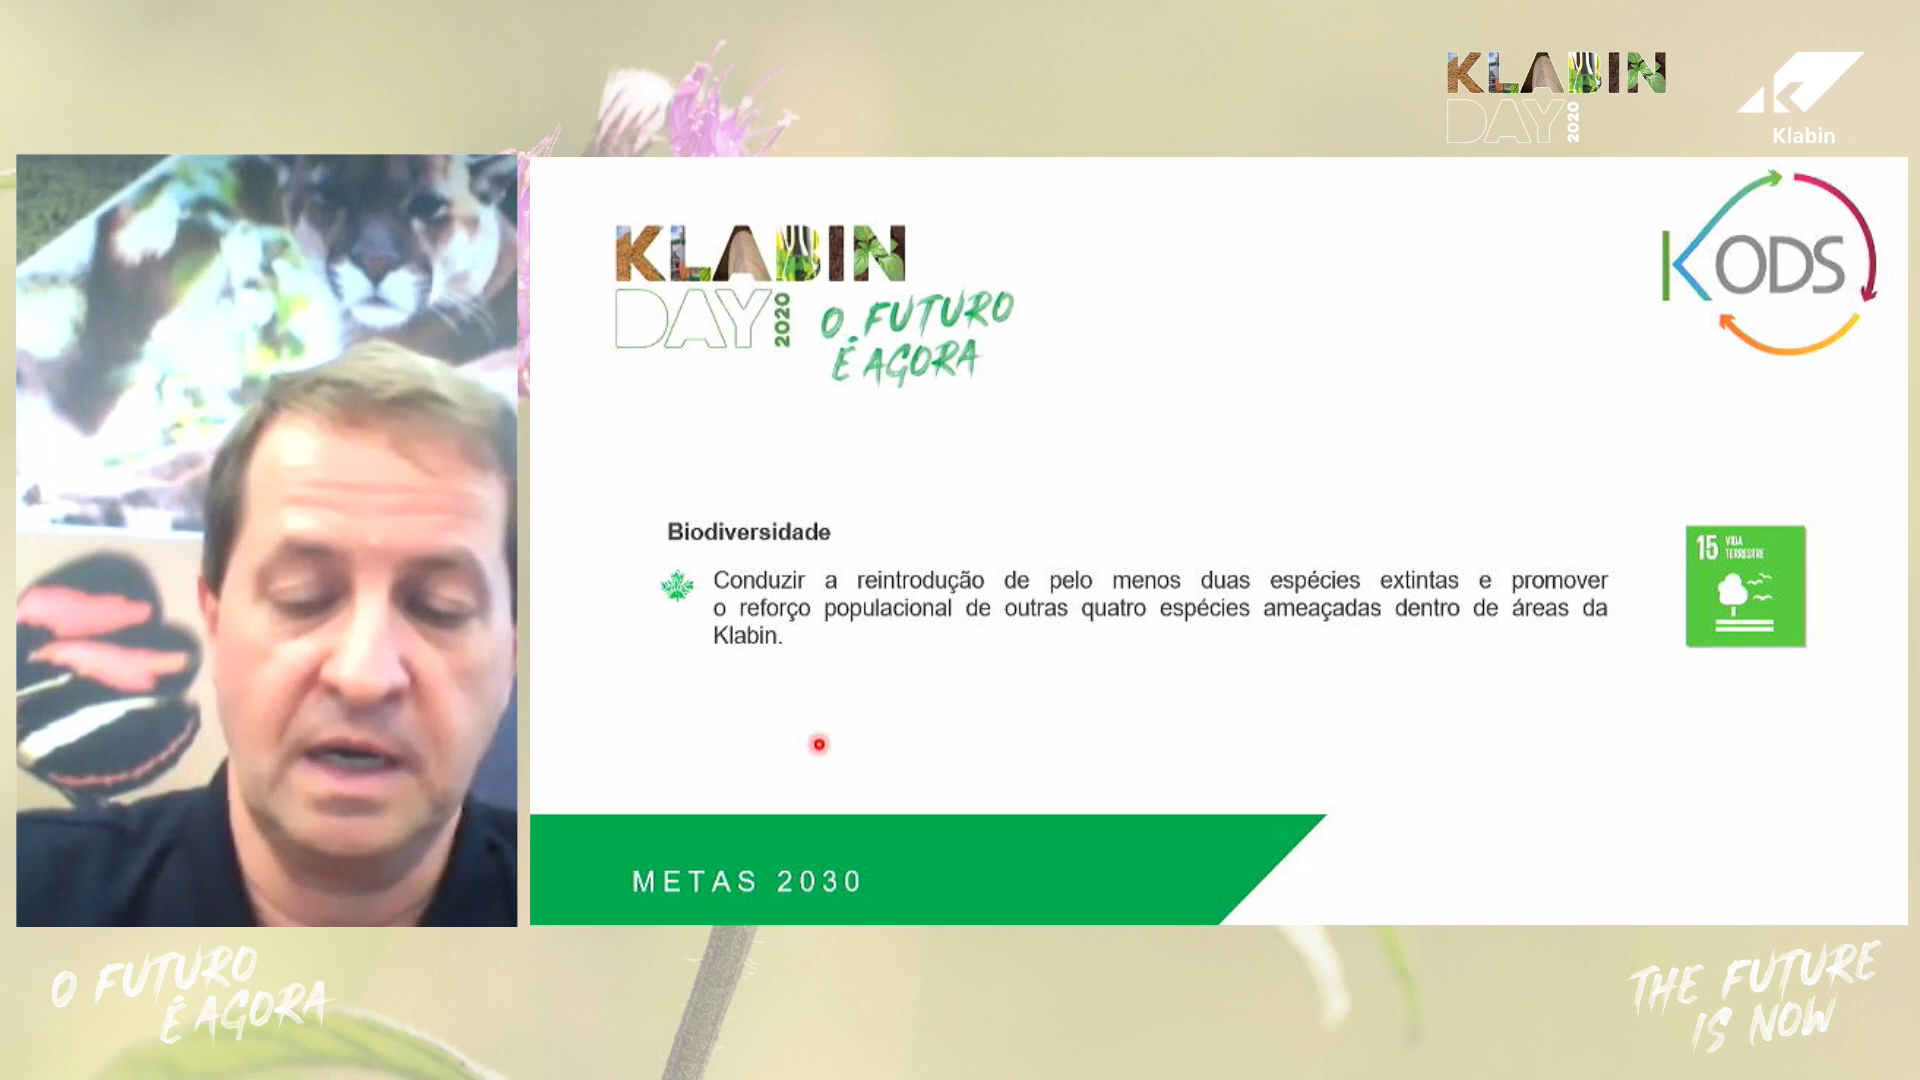 KLABIN
DAY 2020
Klabin
KLABIN
DAY 2020
O FUTURO
É AGORA
KODS
Biodiversidade
Conduzir a reintrodução de pelo menos duas espécies extintas e promover
o reforço populacional de outras quatro espécies ameaçadas dentro de áreas da
Klabin.
15 VIDA
TERRESTRE
METAS 2030
O FUTURO
É AGORA
THE FUTURE
IS NOW